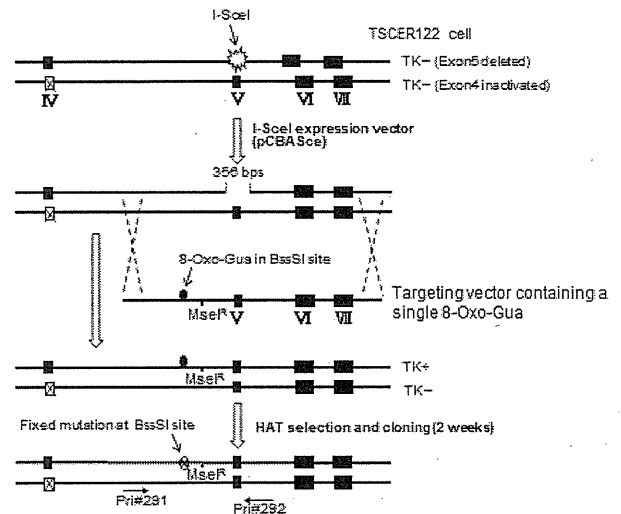 I-SceI
TSCER122 cell
TK- (Exon5 deleted)
TK- (Exon4 inactivated)
IV V VI VII
I-SceI expression vector
(pCBASce)
356 bps
8-Oxo-Gua in BssSI site
MseIR V VI VII
Targeting vector containing a
single 8-Oxo-Gua
TK+
MseIR
TK-
Fixed mutation at BssSI site
HAT selection and cloning (2 weeks)
MseIR
Pri#291
Pri#292